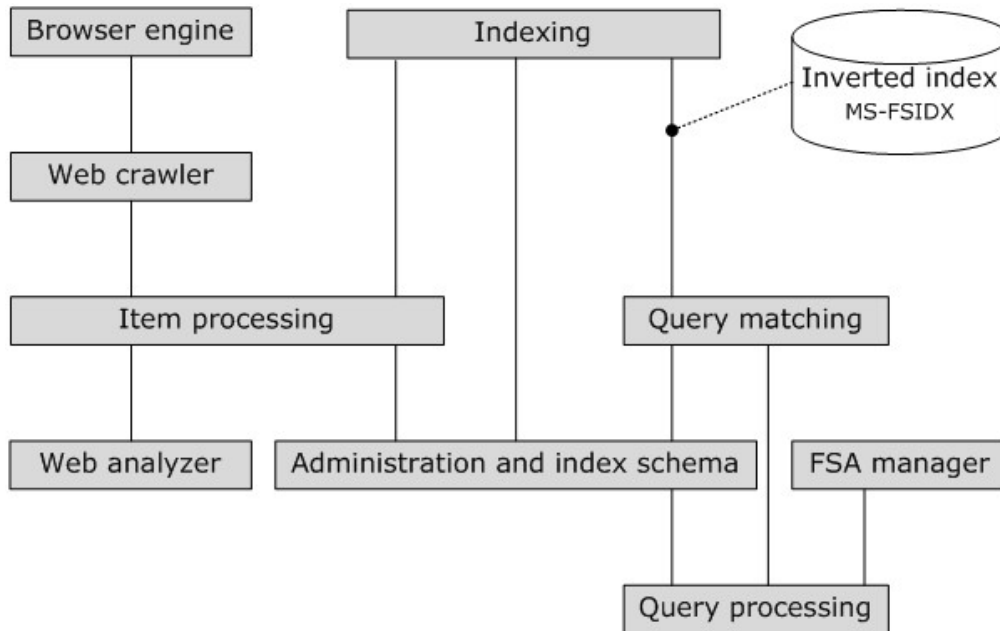 Browser engine
Indexing
Inverted index
MS-FSIDX
Web crawler
Item processing
Query matching
Web analyzer
Administration and index schema
FSA manager
Query processing